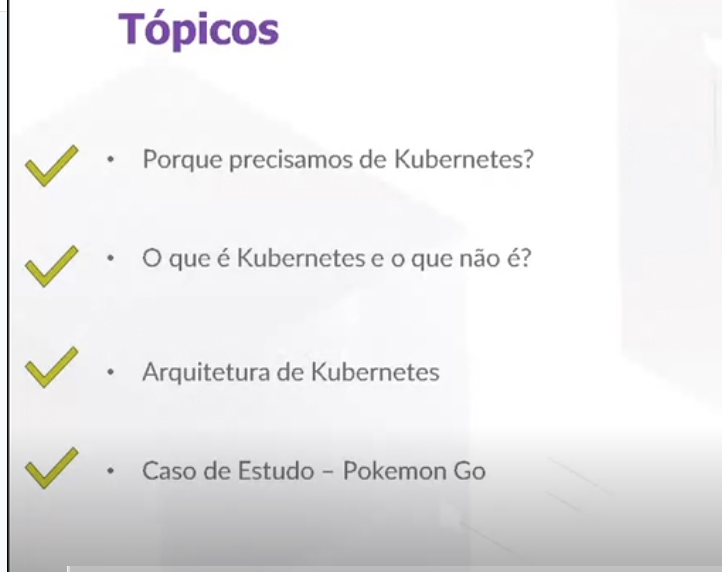 Tópicos
• Porque precisamos de Kubernetes?
• O que é Kubernetes e o que não é?
• Arquitetura de Kubernetes
• Caso de Estudo – Pokemon Go